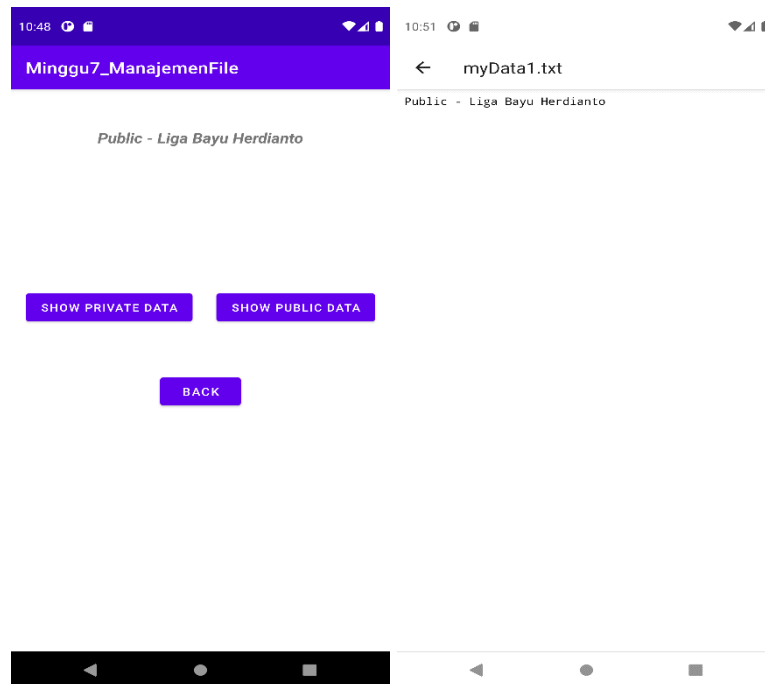 10:48
Minggu7_ManajemenFile
Public - Liga Bayu Herdianto
SHOW PRIVATE DATA
SHOW PUBLIC DATA
BACK
10:51
myData1.txt
Public - Liga Bayu Herdianto